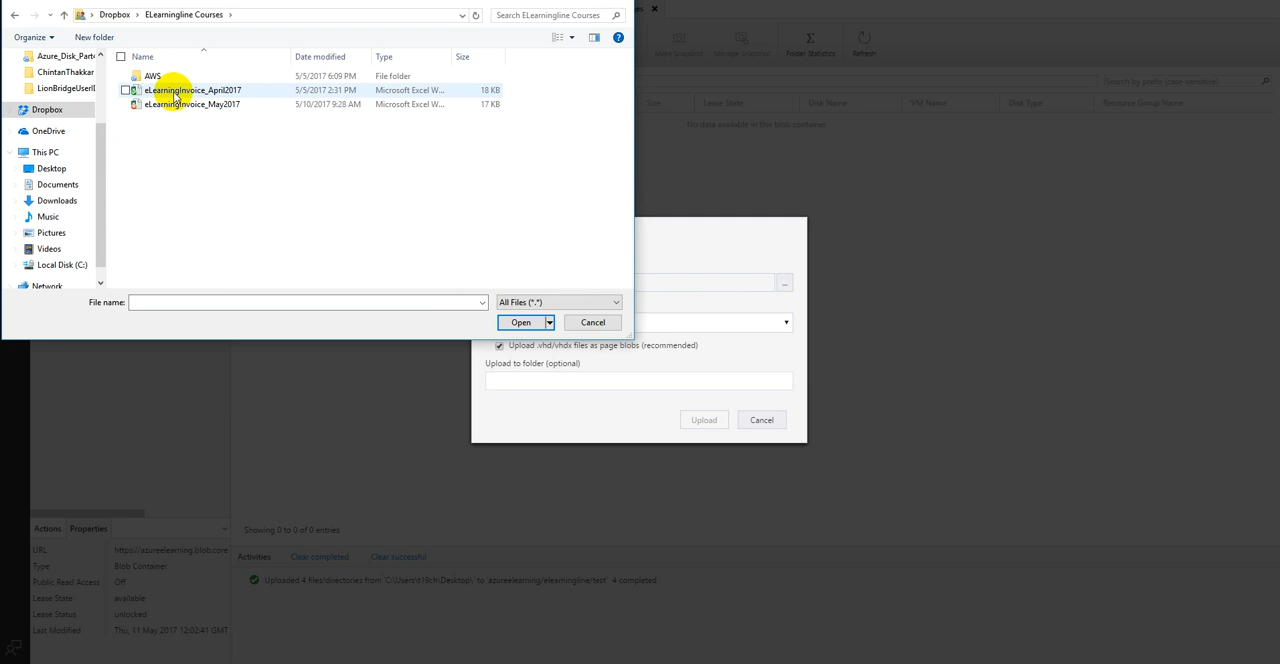 Dropbox › ELearningline Courses ›
Search ELearningline Courses
Organize
New folder
Name
Date modified
Type
Size
AWS
5/5/2017 6:09 PM
File folder
eLearningInvoice_April2017
5/5/2017 2:31 PM
Microsoft Excel W...
18 KB
eLearningInvoice_May2017
5/10/2017 9:28 AM
Microsoft Excel W...
17 KB
Azure_Disk_Part
ChintanThakkar
LionBridgeUserI
Dropbox
OneDrive
This PC
Desktop
Documents
Downloads
Music
Pictures
Videos
Local Disk (C:)
Network
File name:
All Files (*.*)
Open
Cancel
Make Snapshot
Manage Snapshots
Folder Statistics
Refresh
Search by prefix (case-sensitive)
Size
Lease State
Disk Name
VM Name
Disk Type
Resource Group Name
No data available in this blob container
...
Upload .vhd/vhdx files as page blobs (recommended)
Upload to folder (optional)
Upload
Cancel
Showing 0 to 0 of 0 entries
Actions
Properties
URL
https://azureelearning.blob.core
Type
Blob Container
Public Read Access
Off
Lease State
available
Lease Status
unlocked
Last Modified
Thu, 11 May 2017 12:02:41 GMT
Activities
Clear completed
Clear successful
Uploaded 4 files/directories from 'C:\Users\t19ch\Desktop\' to 'azureelearning/elearningline/test' 4 completed